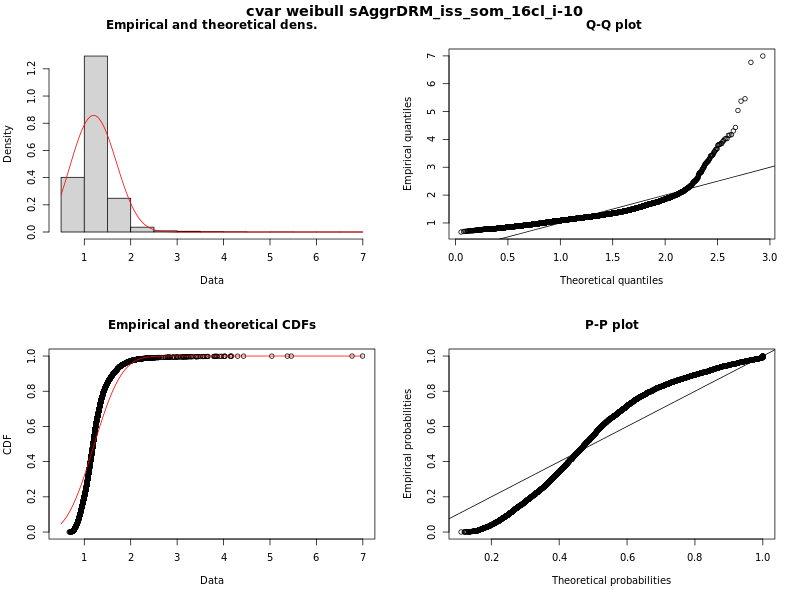 cvar weibull sAggrDRM_iss_som_16cl_i-10
Empirical and theoretical dens.
Density
0.0 0.2 0.4 0.6 0.8 1.0 1.2
1 2 3 4 5 6 7
Data
Q-Q plot
Empirical quantiles
1 2 3 4 5 6 7
0.0 0.5 1.0 1.5 2.0 2.5 3.0
Theoretical quantiles
Empirical and theoretical CDFs
CDF
0.0 0.2 0.4 0.6 0.8 1.0
1 2 3 4 5 6 7
Data
P-P plot
Empirical probabilities
0.0 0.2 0.4 0.6 0.8 1.0
0.2 0.4 0.6 0.8 1.0
Theoretical probabilities